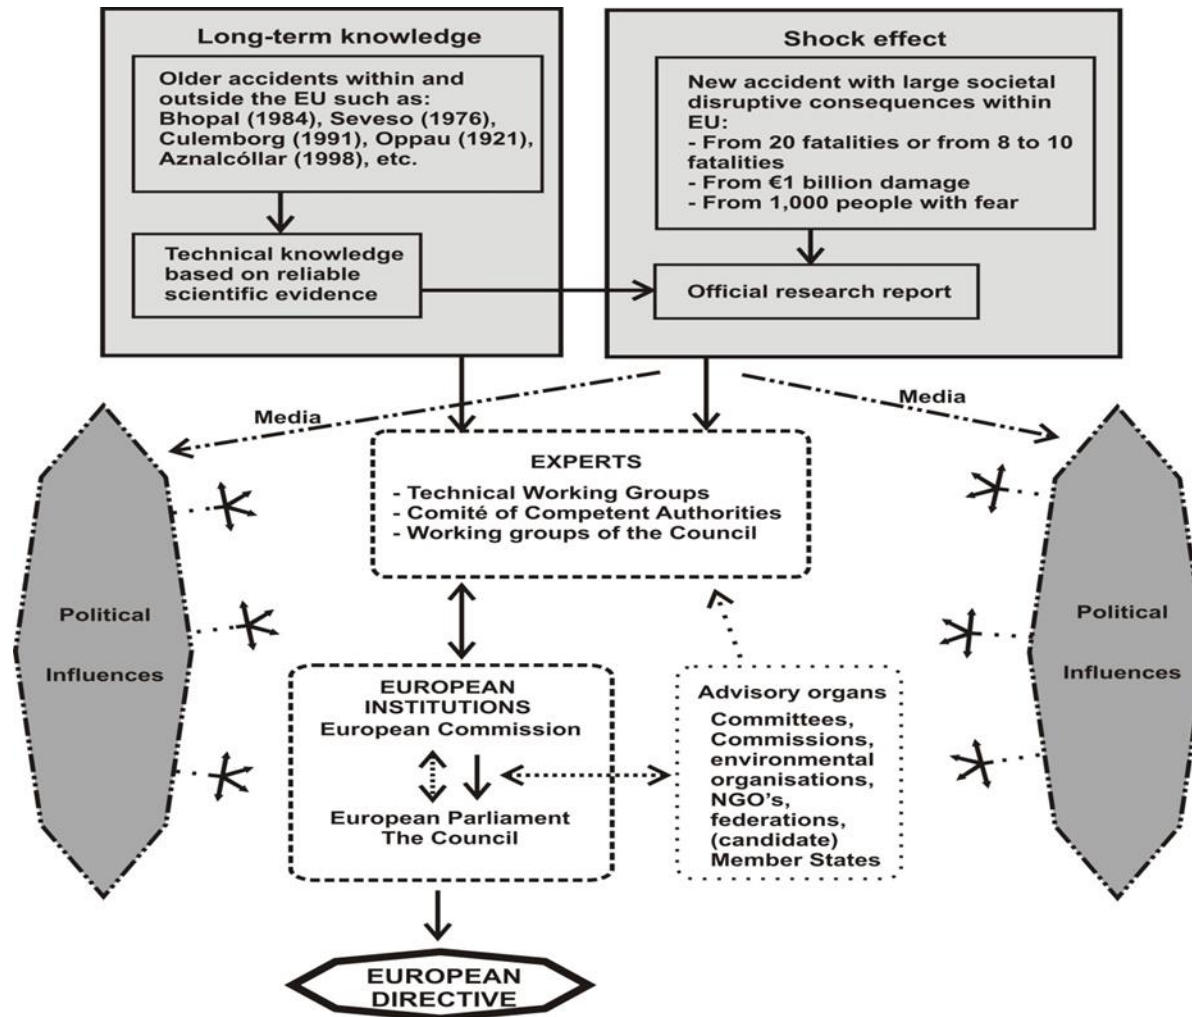 Long-term knowledge
Older accidents within and
outside the EU such as:
Bhopal (1984), Seveso (1976),
Culemborg (1991), Oppau (1921),
Aznalcóllar (1998), etc.
Technical knowledge
based on reliable
scientific evidence
Shock effect
New accident with large societal
disruptive consequences within
EU:
- From 20 fatalities or from 8 to 10
fatalities
- From €1 billion damage
- From 1,000 people with fear
Official research report
Media
Media
EXPERTS
- Technical Working Groups
- Comité of Competent Authorities
- Working groups of the Council
Political
Influences
Political
Influences
EUROPEAN
INSTITUTIONS
European Commission
European Parliament
The Council
Advisory organs
Committees,
Commissions,
environmental
organisations,
NGO's,
federations,
(candidate)
Member States
EUROPEAN
DIRECTIVE